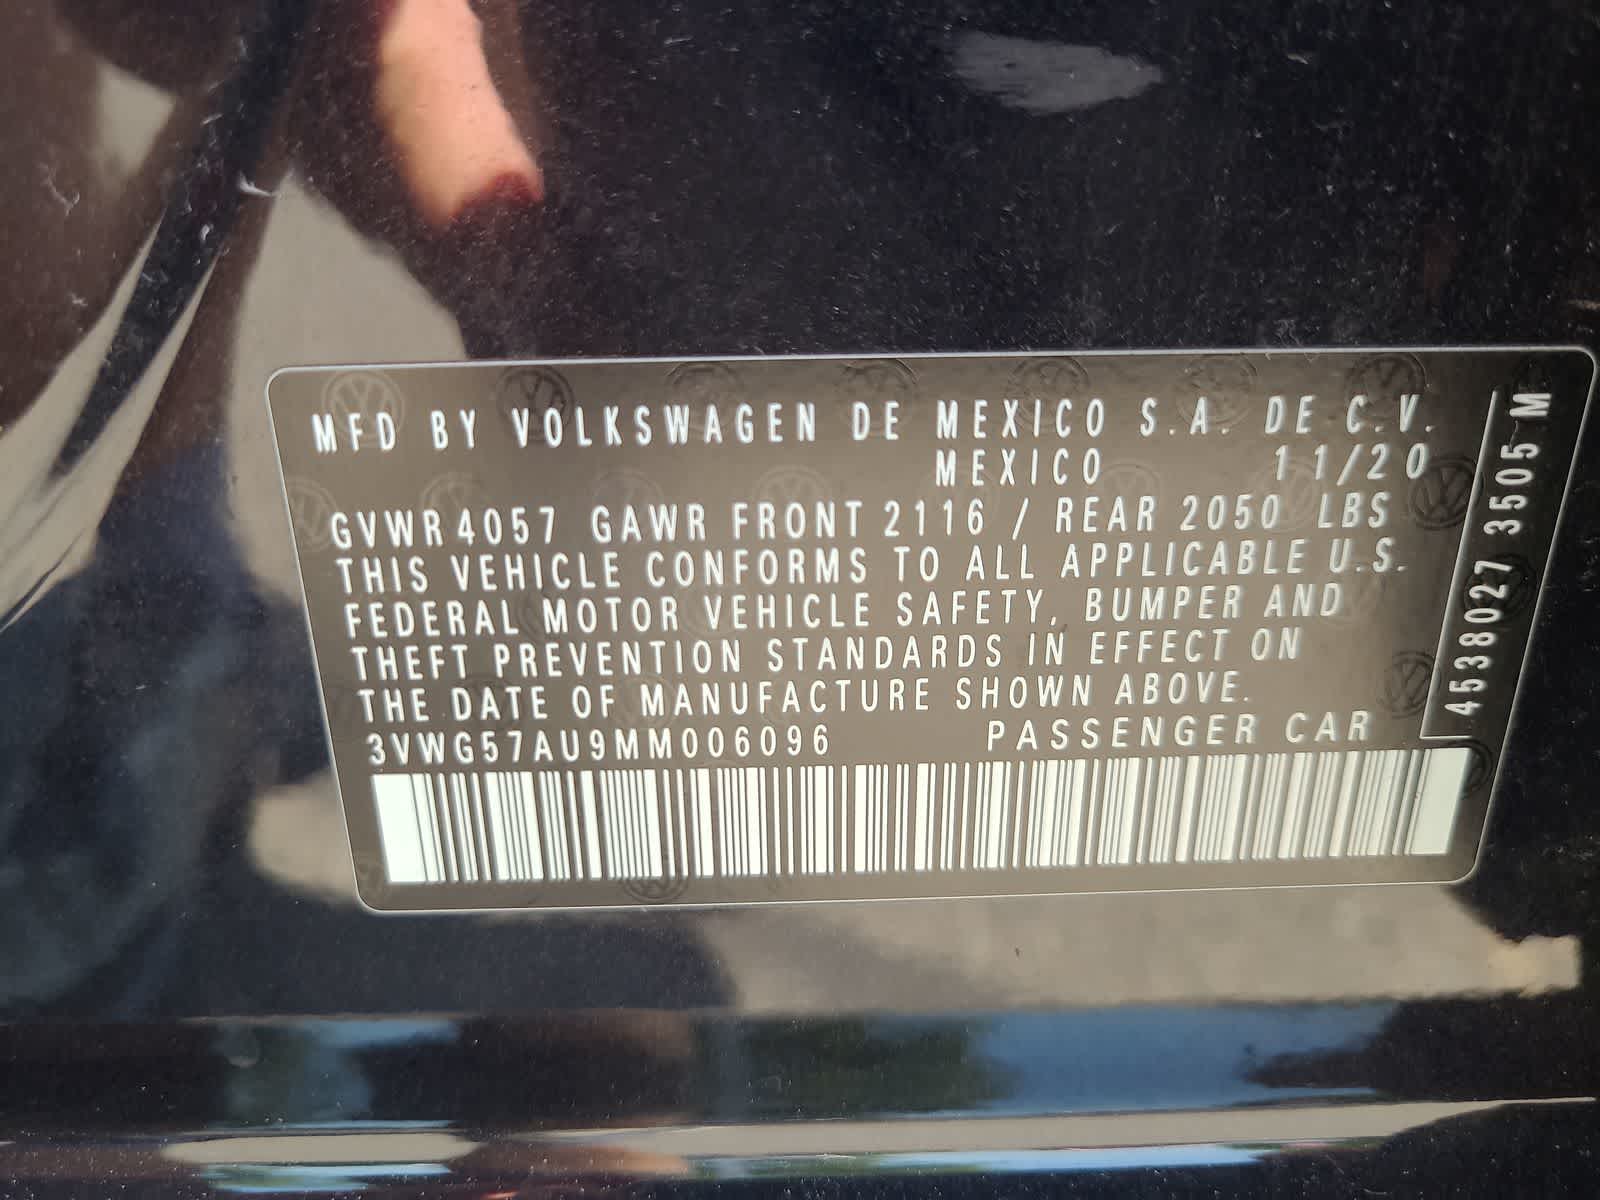 MFD BY VOLKSWAGEN DE MEXICO S.A. DE C.V.
MEXICO 11/20
GVWR 4057 GAWR FRONT 2116 / REAR 2050 LBS
THIS VEHICLE CONFORMS TO ALL APPLICABLE U.S.
FEDERAL MOTOR VEHICLE SAFETY, BUMPER AND
THEFT PREVENTION STANDARDS IN EFFECT ON
THE DATE OF MANUFACTURE SHOWN ABOVE.
3VWG57AU9MM006096 PASSENGER CAR
4538027 3505 M